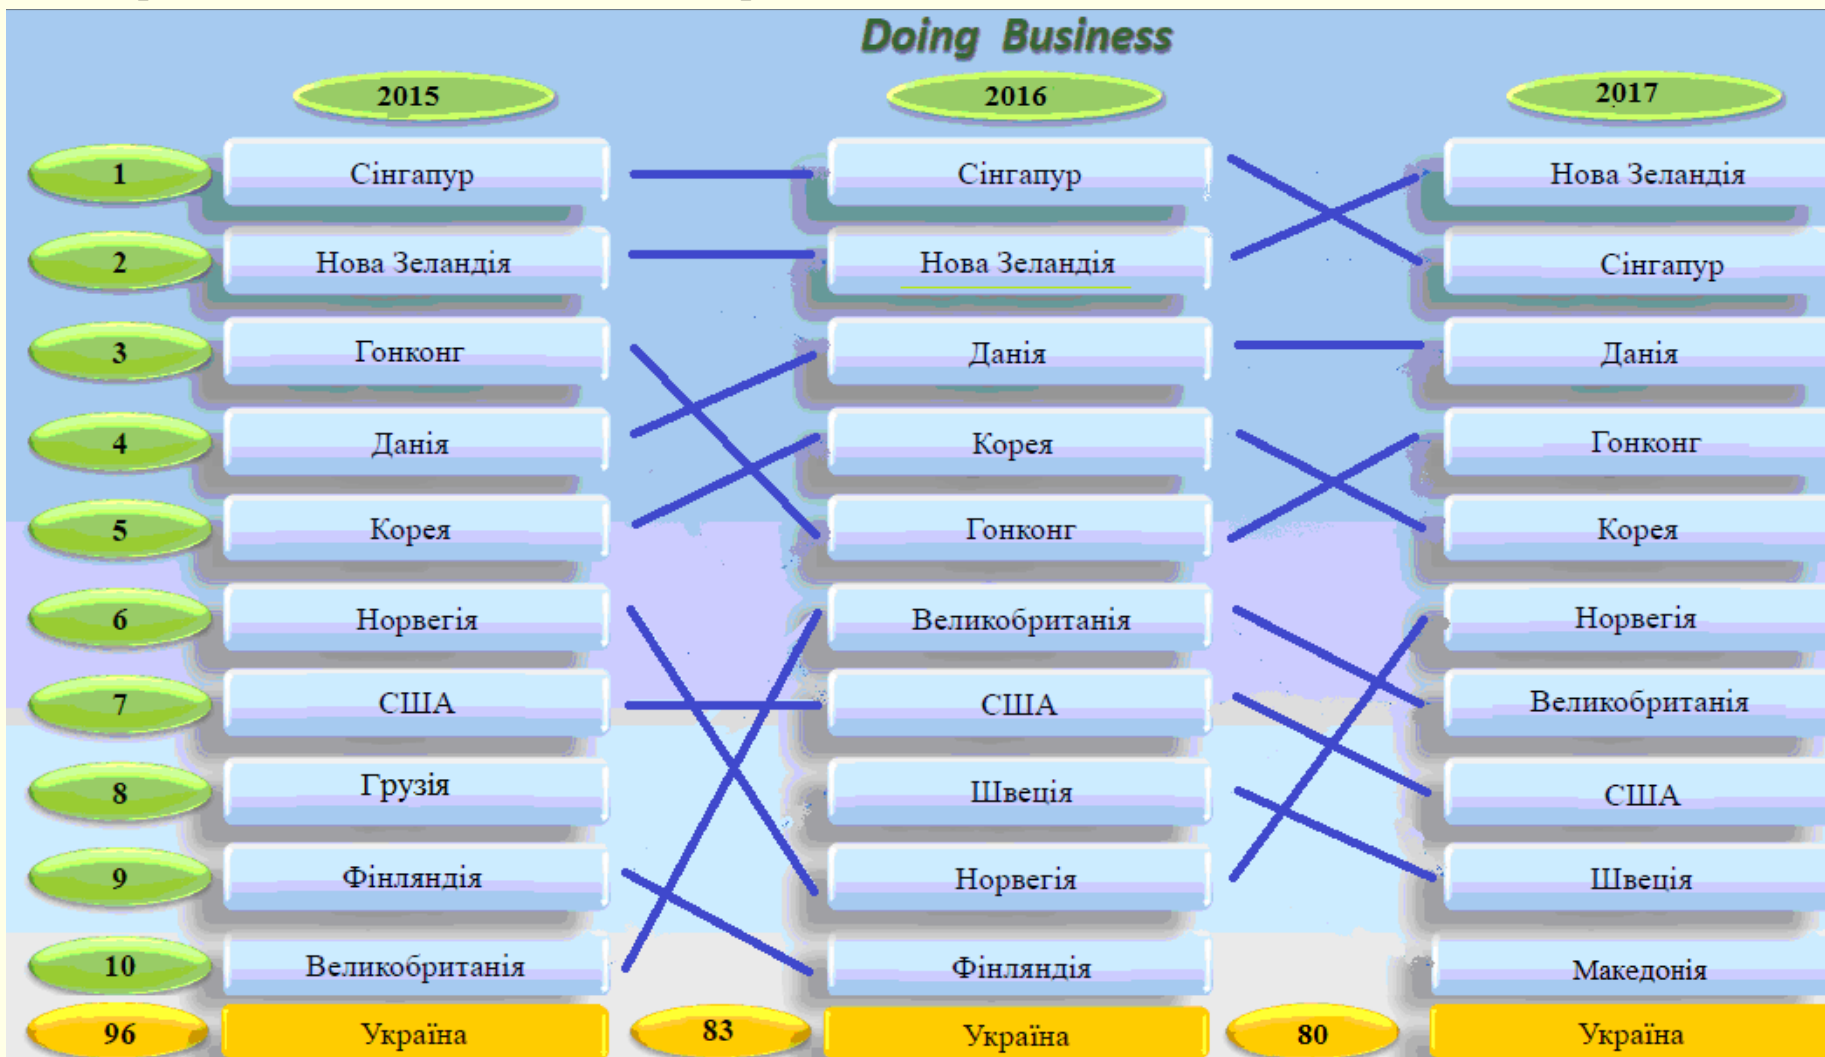 Doing Business
2015 2016 2017
1 Сінгапур Сінгапур Нова Зеландія
2 Нова Зеландія Нова Зеландія Сінгапур
3 Гонконг Данія Данія
4 Данія Корея Гонконг
5 Корея Гонконг Корея
6 Норвегія Великобританія Норвегія
7 США США Великобританія
8 Грузія Швеція США
9 Фінляндія Норвегія Швеція
10 Великобританія Фінляндія Македонія
96 Україна 83 Україна 80 Україна